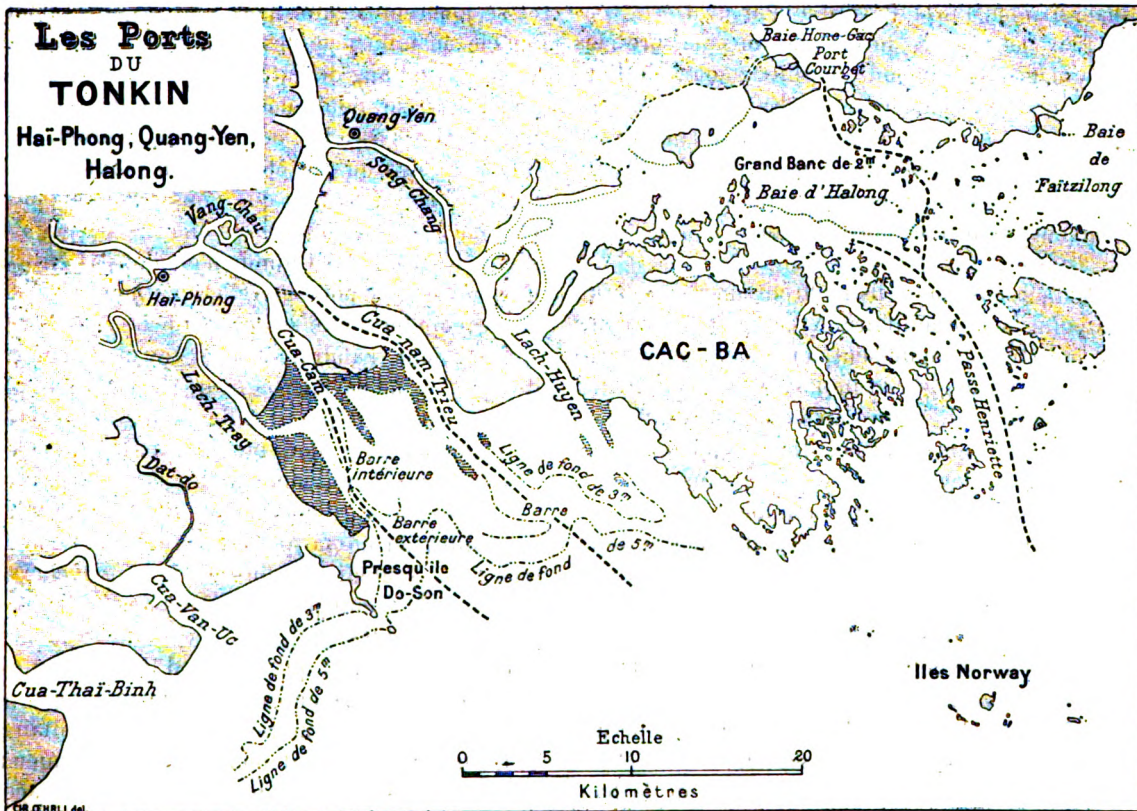 Les Ports
DU
TONKIN
Haï-Phong, Quang-Yen,
Halong.
Baie Hone-Gac
Port
Courbet
Quang-Yen
Song-Chang
Vang-Chau
Grand Banc de 2m
Baie d'Halong
Baie
de
Faïtzilong
Haï-Phong
Cua-Cam
Cua-nam-Trieu
Lach-Huyen
CAC-BA
Passe Henriette
Lach-Tray
Dat-do
Barre
intérieure
Ligne de fond de 3m
Barre
Barre
extérieure
Ligne de fond
de 5m
Presqu'ile
Do-Son
Cua-Van-Uc
Cua-Thaï-Binh
Ligne de fond de 3m
Ligne de fond de 5m
Iles Norway
Echelle
0 5 10 20
Kilomètres